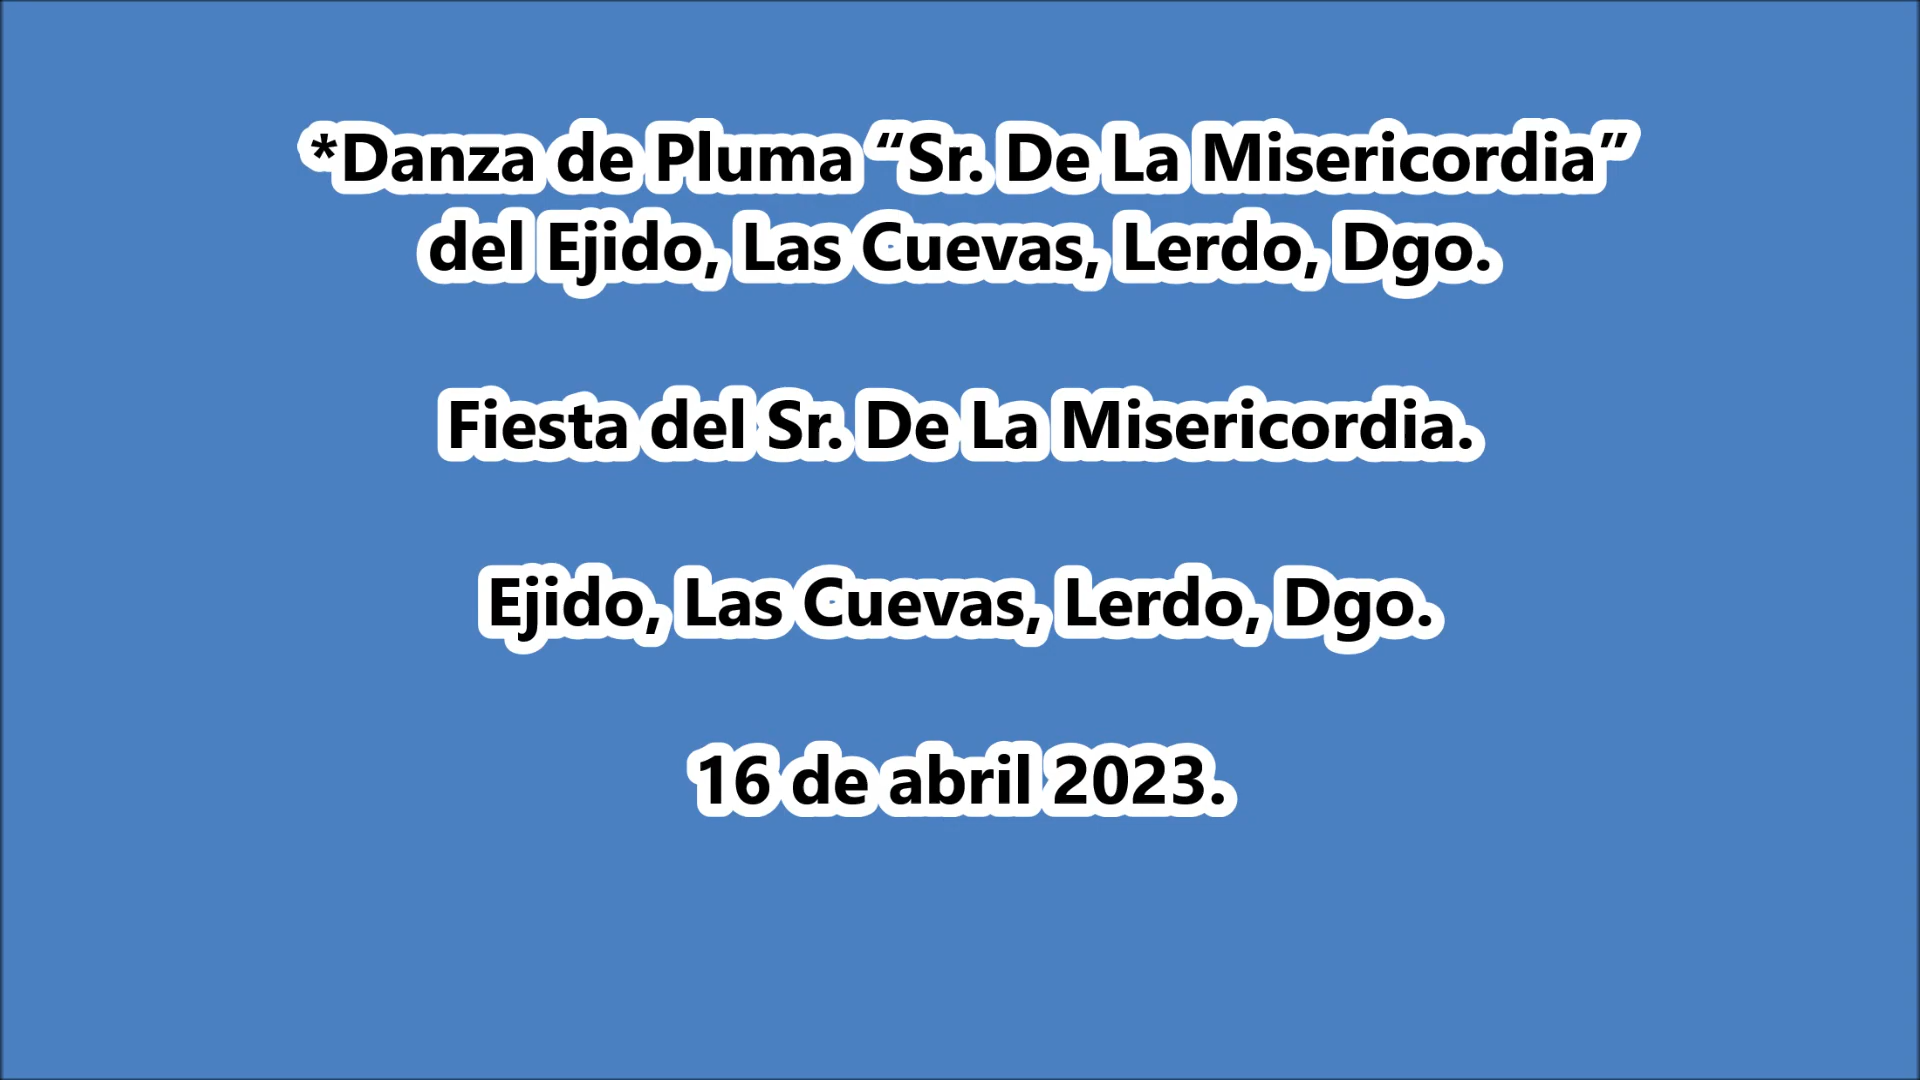 *Danza de Pluma “Sr. De La Misericordia”
del Ejido, Las Cuevas, Lerdo, Dgo.
Fiesta del Sr. De La Misericordia.
Ejido, Las Cuevas, Lerdo, Dgo.
16 de abril 2023.